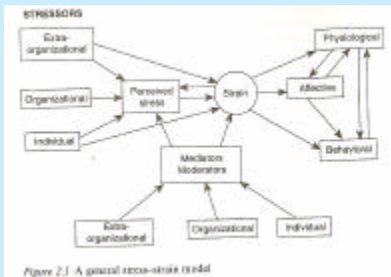 STRESSORS
Extra-
organizational
Physiological
Perceived
stress
Strain
Affective
Organizational
Individual
Behavioral
Mediators
Moderators
Extra-
organizational
Organizational
Individual
Figure 2.1 A general stress-strain model